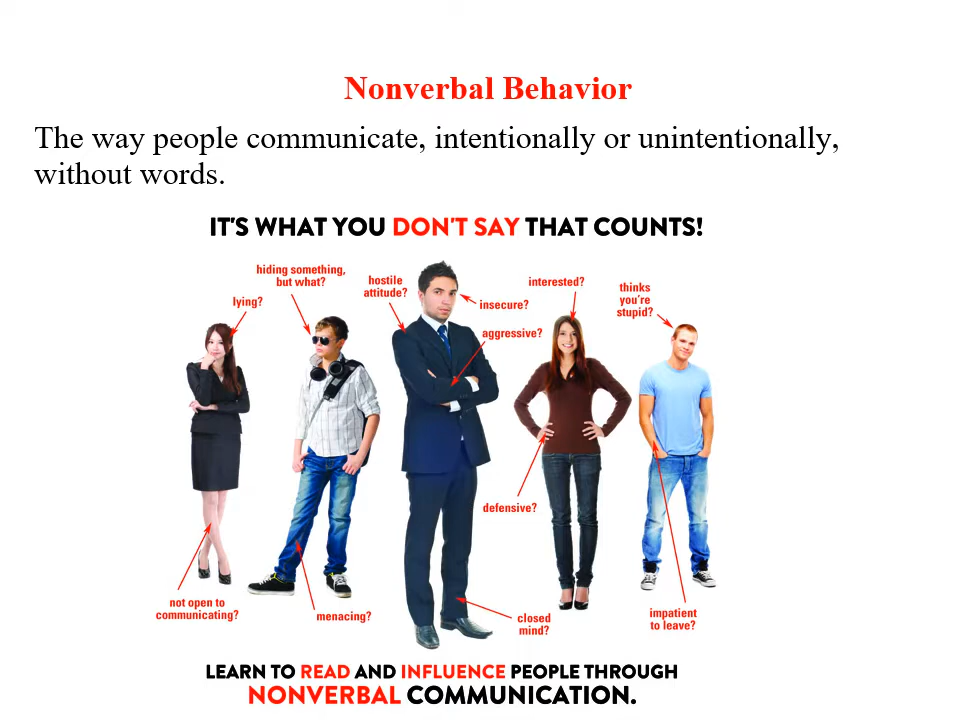 Nonverbal Behavior
The way people communicate, intentionally or unintentionally,
without words.
IT'S WHAT YOU DON'T SAY THAT COUNTS!
hiding something,
but what?
lying?
hostile
attitude?
insecure?
aggressive?
interested?
thinks
you're
stupid?
defensive?
not open to
communicating?
menacing?
closed
mind?
impatient
to leave?
LEARN TO READ AND INFLUENCE PEOPLE THROUGH
NONVERBAL COMMUNICATION.